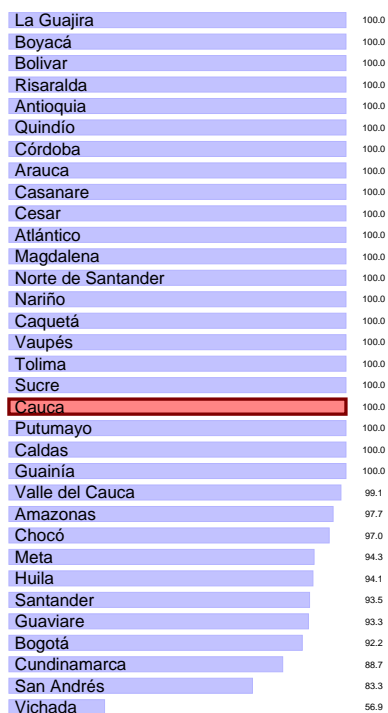 La Guajira 100.0
Boyacá 100.0
Bolivar 100.0
Risaralda 100.0
Antioquia 100.0
Quindío 100.0
Córdoba 100.0
Arauca 100.0
Casanare 100.0
Cesar 100.0
Atlántico 100.0
Magdalena 100.0
Norte de Santander 100.0
Nariño 100.0
Caquetá 100.0
Vaupés 100.0
Tolima 100.0
Sucre 100.0
Cauca 100.0
Putumayo 100.0
Caldas 100.0
Guainía 100.0
Valle del Cauca 99.1
Amazonas 97.7
Chocó 97.0
Meta 94.3
Huila 94.1
Santander 93.5
Guaviare 93.3
Bogotá 92.2
Cundinamarca 88.7
San Andrés 83.3
Vichada 56.9